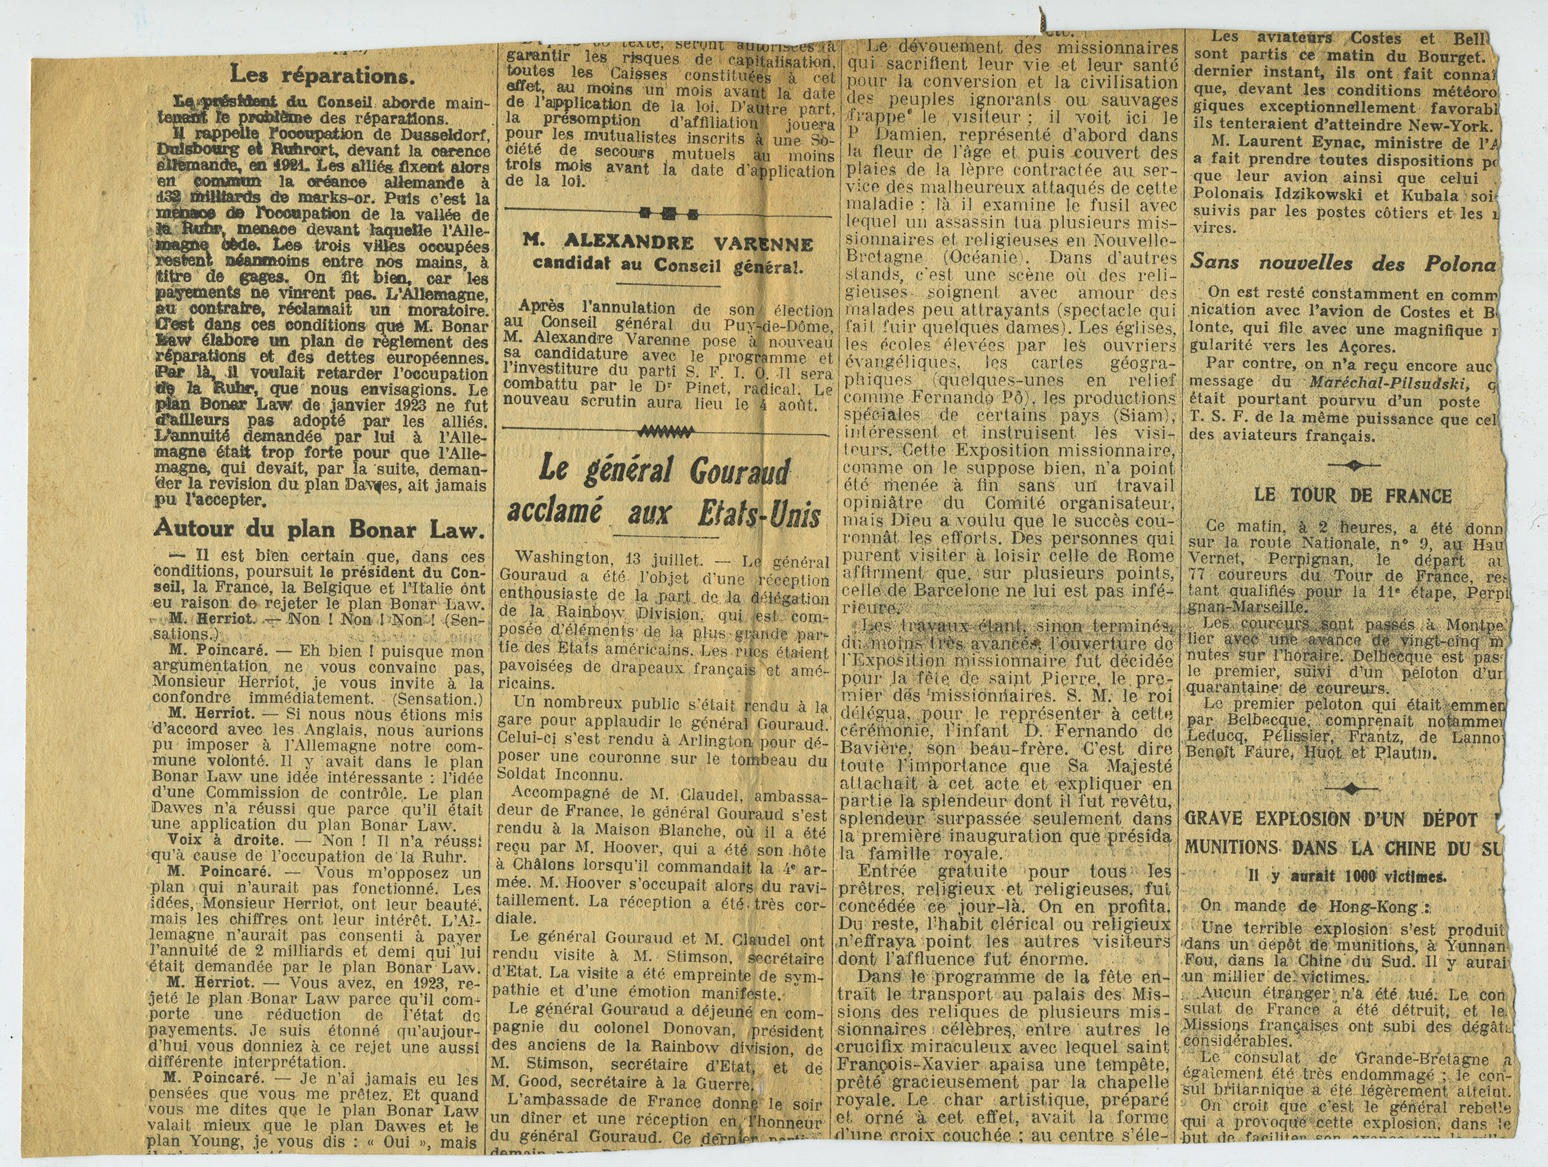 Les réparations.
Le président du Conseil aborde main-
tenant le problème des réparations.
Il rappelle l'occupation de Dusseldorf,
Duisbourg et Ruhrort, devant la carence
allemande, en 1921. Les alliés fixent alors
en commun la créance allemande à
132 milliards de marks-or. Puis c'est la
menace de l'occupation de la vallée de
la Ruhr, menace devant laquelle l'Alle-
magne cède. Les trois villes occupées
restent néanmoins entre nos mains, à
titre de gages. On fit bien, car les
payements ne vinrent pas. L'Allemagne,
au contraire, réclamait un moratoire.
C'est dans ces conditions que M. Bonar
Law élabore un plan de règlement des
réparations et des dettes européennes.
Par là, il voulait retarder l'occupation
de la Ruhr, que nous envisagions. Le
plan Bonar Law de janvier 1923 ne fut
d'ailleurs pas adopté par les alliés.
L'annuité demandée par lui à l'Alle-
magne était trop forte pour que l'Alle-
magne, qui devait, par la suite, deman-
der la revision du plan Dawes, ait jamais
pu l'accepter.
Autour du plan Bonar Law.
— Il est bien certain que, dans ces
conditions, poursuit le président du Con-
seil, la France, la Belgique et l'Italie ont
eu raison de rejeter le plan Bonar Law.
M. Herriot. — Non ! Non ! Non ! (Sen-
sations.)
M. Poincaré. — Eh bien ! puisque mon
argumentation ne vous convainc pas,
Monsieur Herriot, je vous invite à la
confondre immédiatement. (Sensation.)
M. Herriot. — Si nous nous étions mis
d'accord avec les Anglais, nous aurions
pu imposer à l'Allemagne notre com-
mune volonté. Il y avait dans le plan
Bonar Law une idée intéressante : l'idée
d'une Commission de contrôle. Le plan
Dawes n'a réussi que parce qu'il était
une application du plan Bonar Law.
Voix à droite. — Non ! Il n'a réussi
qu'à cause de l'occupation de la Ruhr.
M. Poincaré. — Vous m'opposez un
plan qui n'aurait pas fonctionné. Les
idées, Monsieur Herriot, ont leur beauté,
mais les chiffres ont leur intérêt. L'Al-
lemagne n'aurait pas consenti à payer
l'annuité de 2 milliards et demi qui lui
était demandée par le plan Bonar Law.
M. Herriot. — Vous avez, en 1923, re-
jeté le plan Bonar Law parce qu'il com-
porte une réduction de l'état de
payements. Je suis étonné qu'aujour-
d'hui vous donniez à ce rejet une aussi
différente interprétation.
M. Poincaré. — Je n'ai jamais eu les
pensées que vous me prêtez. Et quand
vous me dites que le plan Bonar Law
valait mieux que le plan Dawes et le
plan Young, je vous dis : « Oui », mais
texte, seront autorisées à
garantir les risques de capitalisation,
toutes les Caisses constituées à cet
effet, au moins un mois avant la date
de l'application de la loi. D'autre part,
la présomption d'affiliation jouera
pour les mutualistes inscrits à une So-
ciété de secours mutuels au moins
trois mois avant la date d'application
de la loi.
M. ALEXANDRE VARENNE
candidat au Conseil général.
Après l'annulation de son élection
au Conseil général du Puy-de-Dôme,
M. Alexandre Varenne pose à nouveau
sa candidature avec le programme et
l'investiture du parti S. F. I. O. Il sera
combattu par le Dr Pinet, radical. Le
nouveau scrutin aura lieu le 4 août.
Le général Gouraud
acclamé aux Etats-Unis
Washington, 13 juillet. — Le général
Gouraud a été l'objet d'une réception
enthousiaste de la part de la délégation
de la Rainbow Division, qui est com-
posée d'éléments de la plus grande par-
tie des Etats américains. Les rues étaient
pavoisées de drapeaux français et amé-
ricains.
Un nombreux public s'était rendu à la
gare pour applaudir le général Gouraud.
Celui-ci s'est rendu à Arlington pour dé-
poser une couronne sur le tombeau du
Soldat Inconnu.
Accompagné de M. Claudel, ambassa-
deur de France, le général Gouraud s'est
rendu à la Maison Blanche, où il a été
reçu par M. Hoover, qui a été son hôte
à Châlons lorsqu'il commandait la 4e ar-
mée. M. Hoover s'occupait alors du ravi-
taillement. La réception a été très cor-
diale.
Le général Gouraud et M. Claudel ont
rendu visite à M. Stimson, secrétaire
d'Etat. La visite a été empreinte de sym-
pathie et d'une émotion manifeste.
Le général Gouraud a déjeuné en com-
pagnie du colonel Donovan, président
des anciens de la Rainbow division, de
M. Stimson, secrétaire d'Etat, et de
M. Good, secrétaire à la Guerre.
L'ambassade de France donne le soir
un dîner et une réception en l'honneur
du général Gouraud. Ce dernier
Le dévouement des missionnaires
qui sacrifient leur vie et leur santé
pour la conversion et la civilisation
des peuples ignorants ou sauvages
frappe le visiteur ; il voit ici le
P. Damien, représenté d'abord dans
la fleur de l'âge et puis couvert des
plaies de la lèpre contractée au ser-
vice des malheureux attaqués de cette
maladie ; là il examine le fusil avec
lequel un assassin tua plusieurs mis-
sionnaires et religieuses en Nouvelle-
Bretagne (Océanie). Dans d'autres
stands, c'est une scène où des reli-
gieuses soignent avec amour des
malades peu attrayants (spectacle qui
fait fuir quelques dames). Les églises,
les écoles élevées par les ouvriers
évangéliques, les cartes géogra-
phiques (quelques-unes en relief
comme Fernando Pô), les productions
spéciales de certains pays (Siam),
intéressent et instruisent les visi-
teurs. Cette Exposition missionnaire,
comme on le suppose bien, n'a point
été menée à fin sans un travail
opiniâtre du Comité organisateur,
mais Dieu a voulu que le succès cou-
ronnât les efforts. Des personnes qui
purent visiter à loisir celle de Rome
affirment que, sur plusieurs points,
celle de Barcelone ne lui est pas infé-
rieure.
Les travaux étant, sinon terminés,
du moins très avancés, l'ouverture de
l'Exposition missionnaire fut décidée
pour la fête de saint Pierre, le pre-
mier des missionnaires. S. M. le roi
délégua, pour le représenter à cette
cérémonie, l'infant D. Fernando de
Bavière, son beau-frère. C'est dire
toute l'importance que Sa Majesté
attachait à cet acte et expliquer en
partie la splendeur dont il fut revêtu,
splendeur surpassée seulement dans
la première inauguration que présida
la famille royale.
Entrée gratuite pour tous les
prêtres, religieux et religieuses, fut
concédée ce jour-là. On en profita.
Du reste, l'habit clérical ou religieux
n'effraya point les autres visiteurs
dont l'affluence fut énorme.
Dans le programme de la fête en-
trait le transport au palais des Mis-
sions des reliques de plusieurs mis-
sionnaires célèbres, entre autres le
crucifix miraculeux avec lequel saint
François-Xavier apaisa une tempête,
prêté gracieusement par la chapelle
royale. Le char artistique, préparé
et orné à cet effet, avait la forme
d'une croix couchée ; au centre s'éle-
Les aviateurs Costes et Bell
sont partis ce matin du Bourget.
dernier instant, ils ont fait connaî
que, devant les conditions météoro
giques exceptionnellement favorabl
ils tenteraient d'atteindre New-York.
M. Laurent Eynac, ministre de l'A
a fait prendre toutes dispositions po
que leur avion ainsi que celui
Polonais Idzikowski et Kubala soi
suivis par les postes côtiers et les
vires.
Sans nouvelles des Polona
On est resté constamment en comm
nication avec l'avion de Costes et B
lonte, qui file avec une magnifique r
gularité vers les Açores.
Par contre, on n'a reçu encore auc
message du Maréchal-Pilsudski, q
était pourtant pourvu d'un poste
T. S. F. de la même puissance que cel
des aviateurs français.
LE TOUR DE FRANCE
Ce matin, à 2 heures, a été donn
sur la route Nationale, n° 9, au Hau
Vernet, Perpignan, le départ au
77 coureurs du Tour de France, res
tant qualifiés pour la 11e étape, Perpi
gnan-Marseille.
Les coureurs sont passés à Montpe
lier avec une avance de vingt-cinq m
nutes sur l'horaire. Delbecque est pas
le premier, suivi d'un peloton d'un
quarantaine de coureurs.
Le premier peloton qui était emmen
par Belbecque, comprenait notammen
Leducq, Pélissier, Frantz, de Lanno
Benoît Faure, Huot et Plautin.
GRAVE EXPLOSION D'UN DÉPOT
MUNITIONS DANS LA CHINE DU SU
Il y aurait 1000 victimes.
On mande de Hong-Kong :
Une terrible explosion s'est produit
dans un dépôt de munitions, à Yunnan-
Fou, dans la Chine du Sud. Il y aurai
un millier de victimes.
Aucun étranger n'a été tué. Le con
sulat de France a été détruit, et le
Missions françaises ont subi des dégât
considérables.
Le consulat de Grande-Bretagne a
également été très endommagé ; le con-
sul britannique a été légèrement atteint.
On croit que c'est le général rebelle
qui a provoqué cette explosion, dans le
but de faciliter son avance sur la